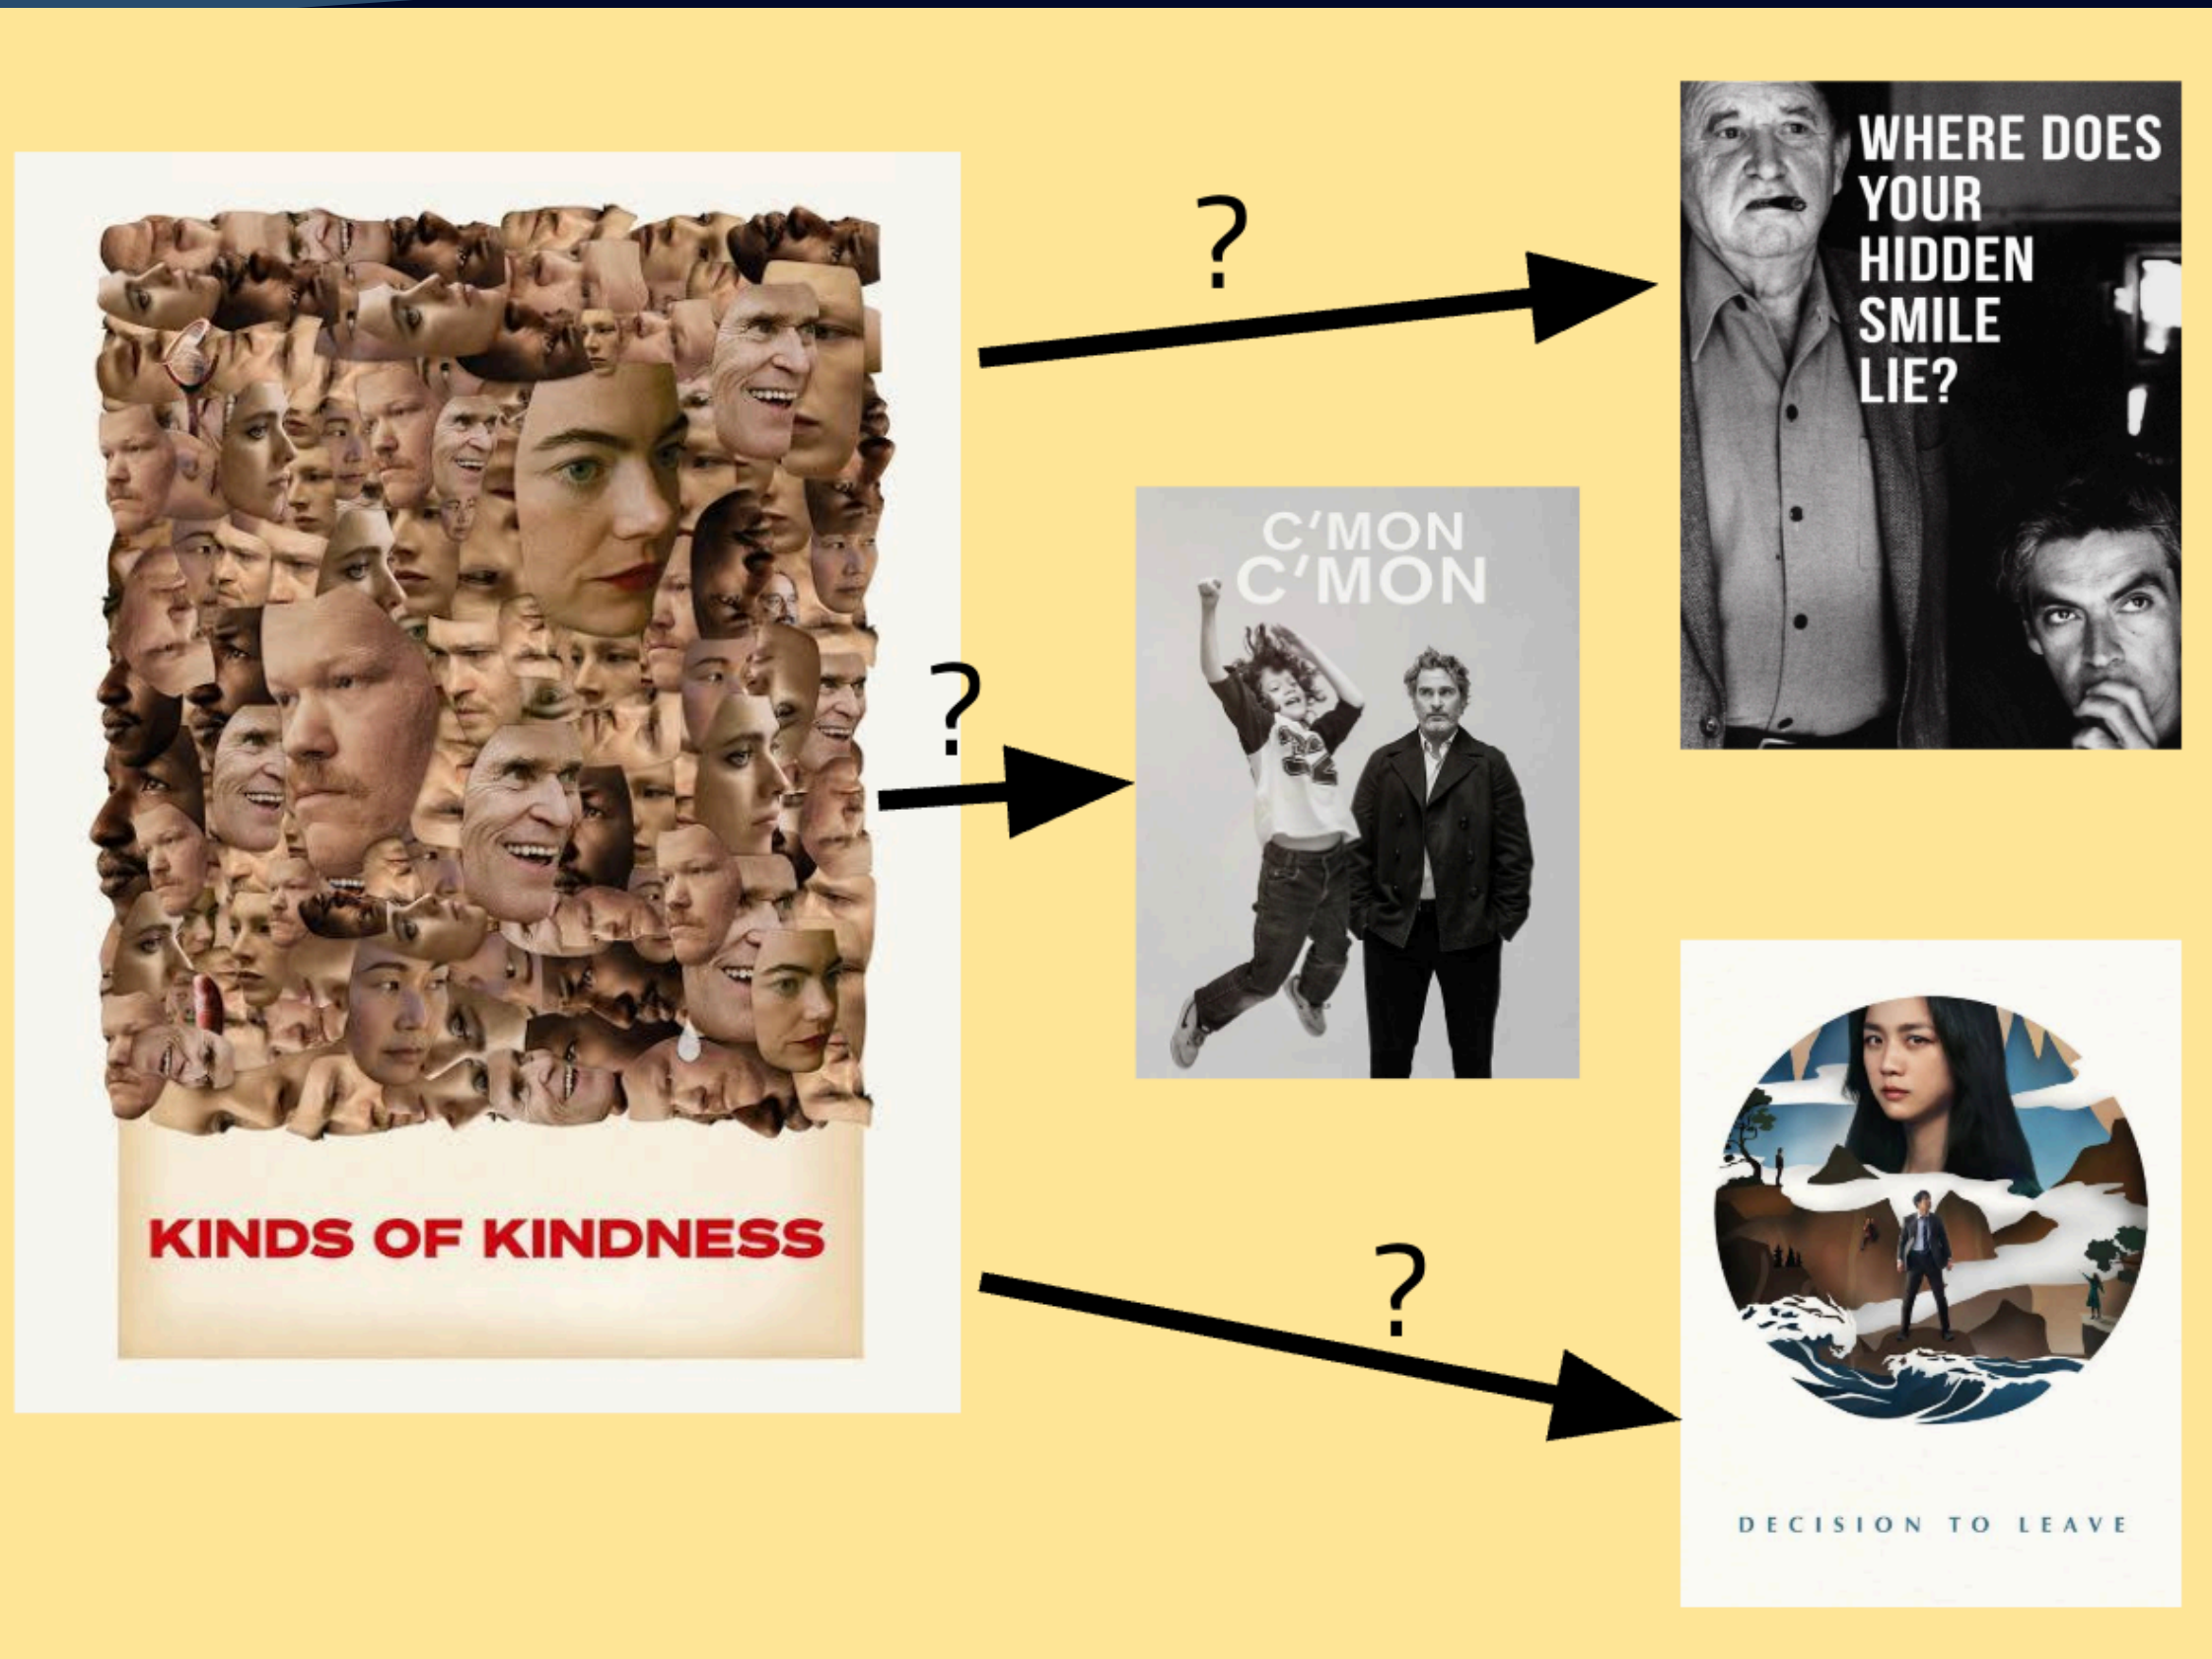 KINDS OF KINDNESS
?
WHERE DOES
YOUR
HIDDEN
SMILE
LIE?
?
C'MON
C'MON
?
DECISION TO LEAVE